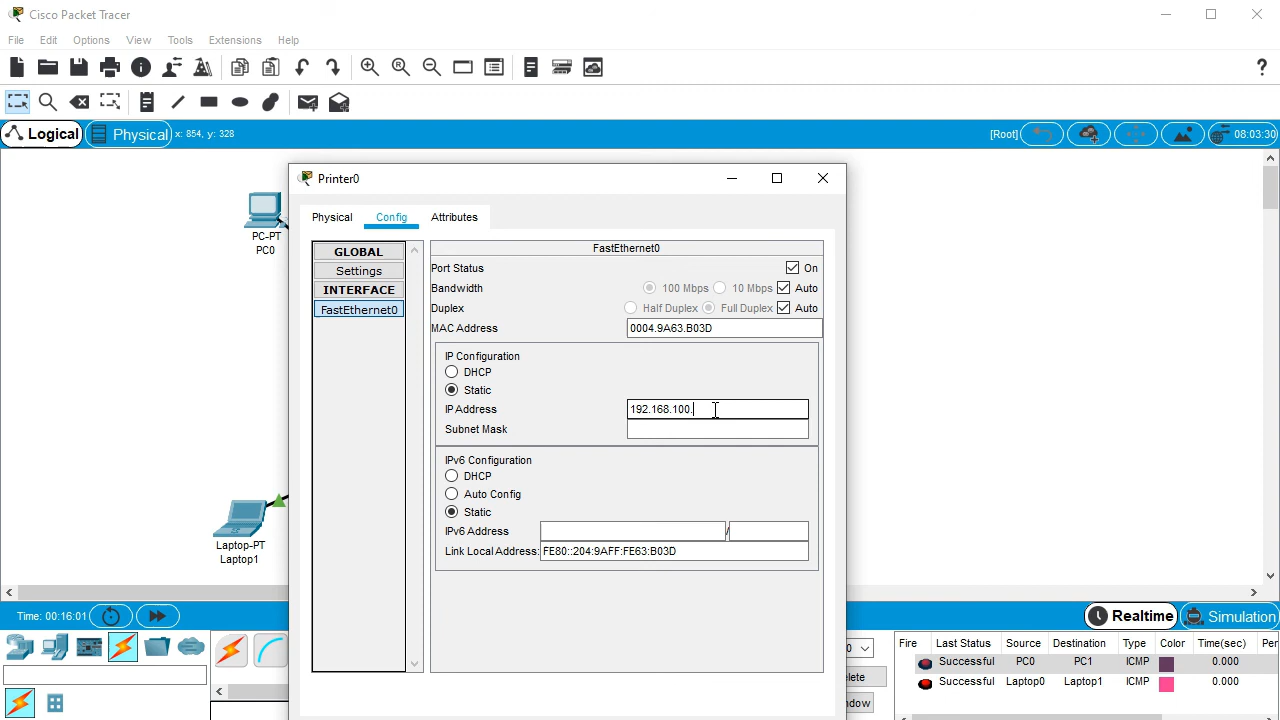 Cisco Packet Tracer
File Edit Options View Tools Extensions Help
?
Logical Physical x: 854, y: 328 [Root] 08:03:30
Printer0
Physical Config Attributes
GLOBAL
Settings
INTERFACE
FastEthernet0
FastEthernet0
Port Status On
Bandwidth 100 Mbps 10 Mbps Auto
Duplex Half Duplex Full Duplex Auto
MAC Address 0004.9A63.B03D
IP Configuration
DHCP
Static
IP Address 192.168.100.
Subnet Mask
IPv6 Configuration
DHCP
Auto Config
Static
IPv6 Address /
Link Local Address: FE80::204:9AFF:FE63:B03D
PC-PT
PC0
Laptop-PT
Laptop1
Time: 00:16:01 Realtime Simulation
Fire Last Status Source Destination Type Color Time(sec) Per
Successful PC0 PC1 ICMP 0.000
Successful Laptop0 Laptop1 ICMP 0.000
0
elete
ndow